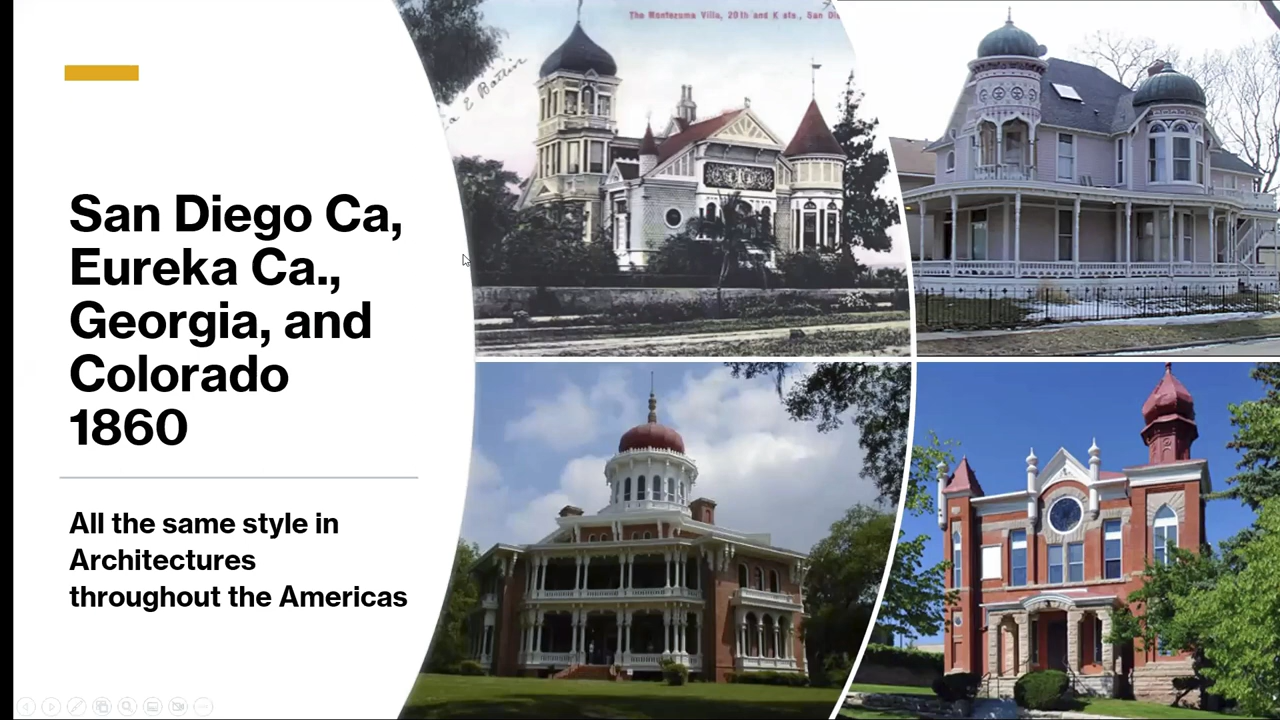 The Montezuma Villa, 20th and K sts, San Di
San Diego Ca,
Eureka Ca.,
Georgia, and
Colorado
1860
All the same style in
Architectures
throughout the Americas